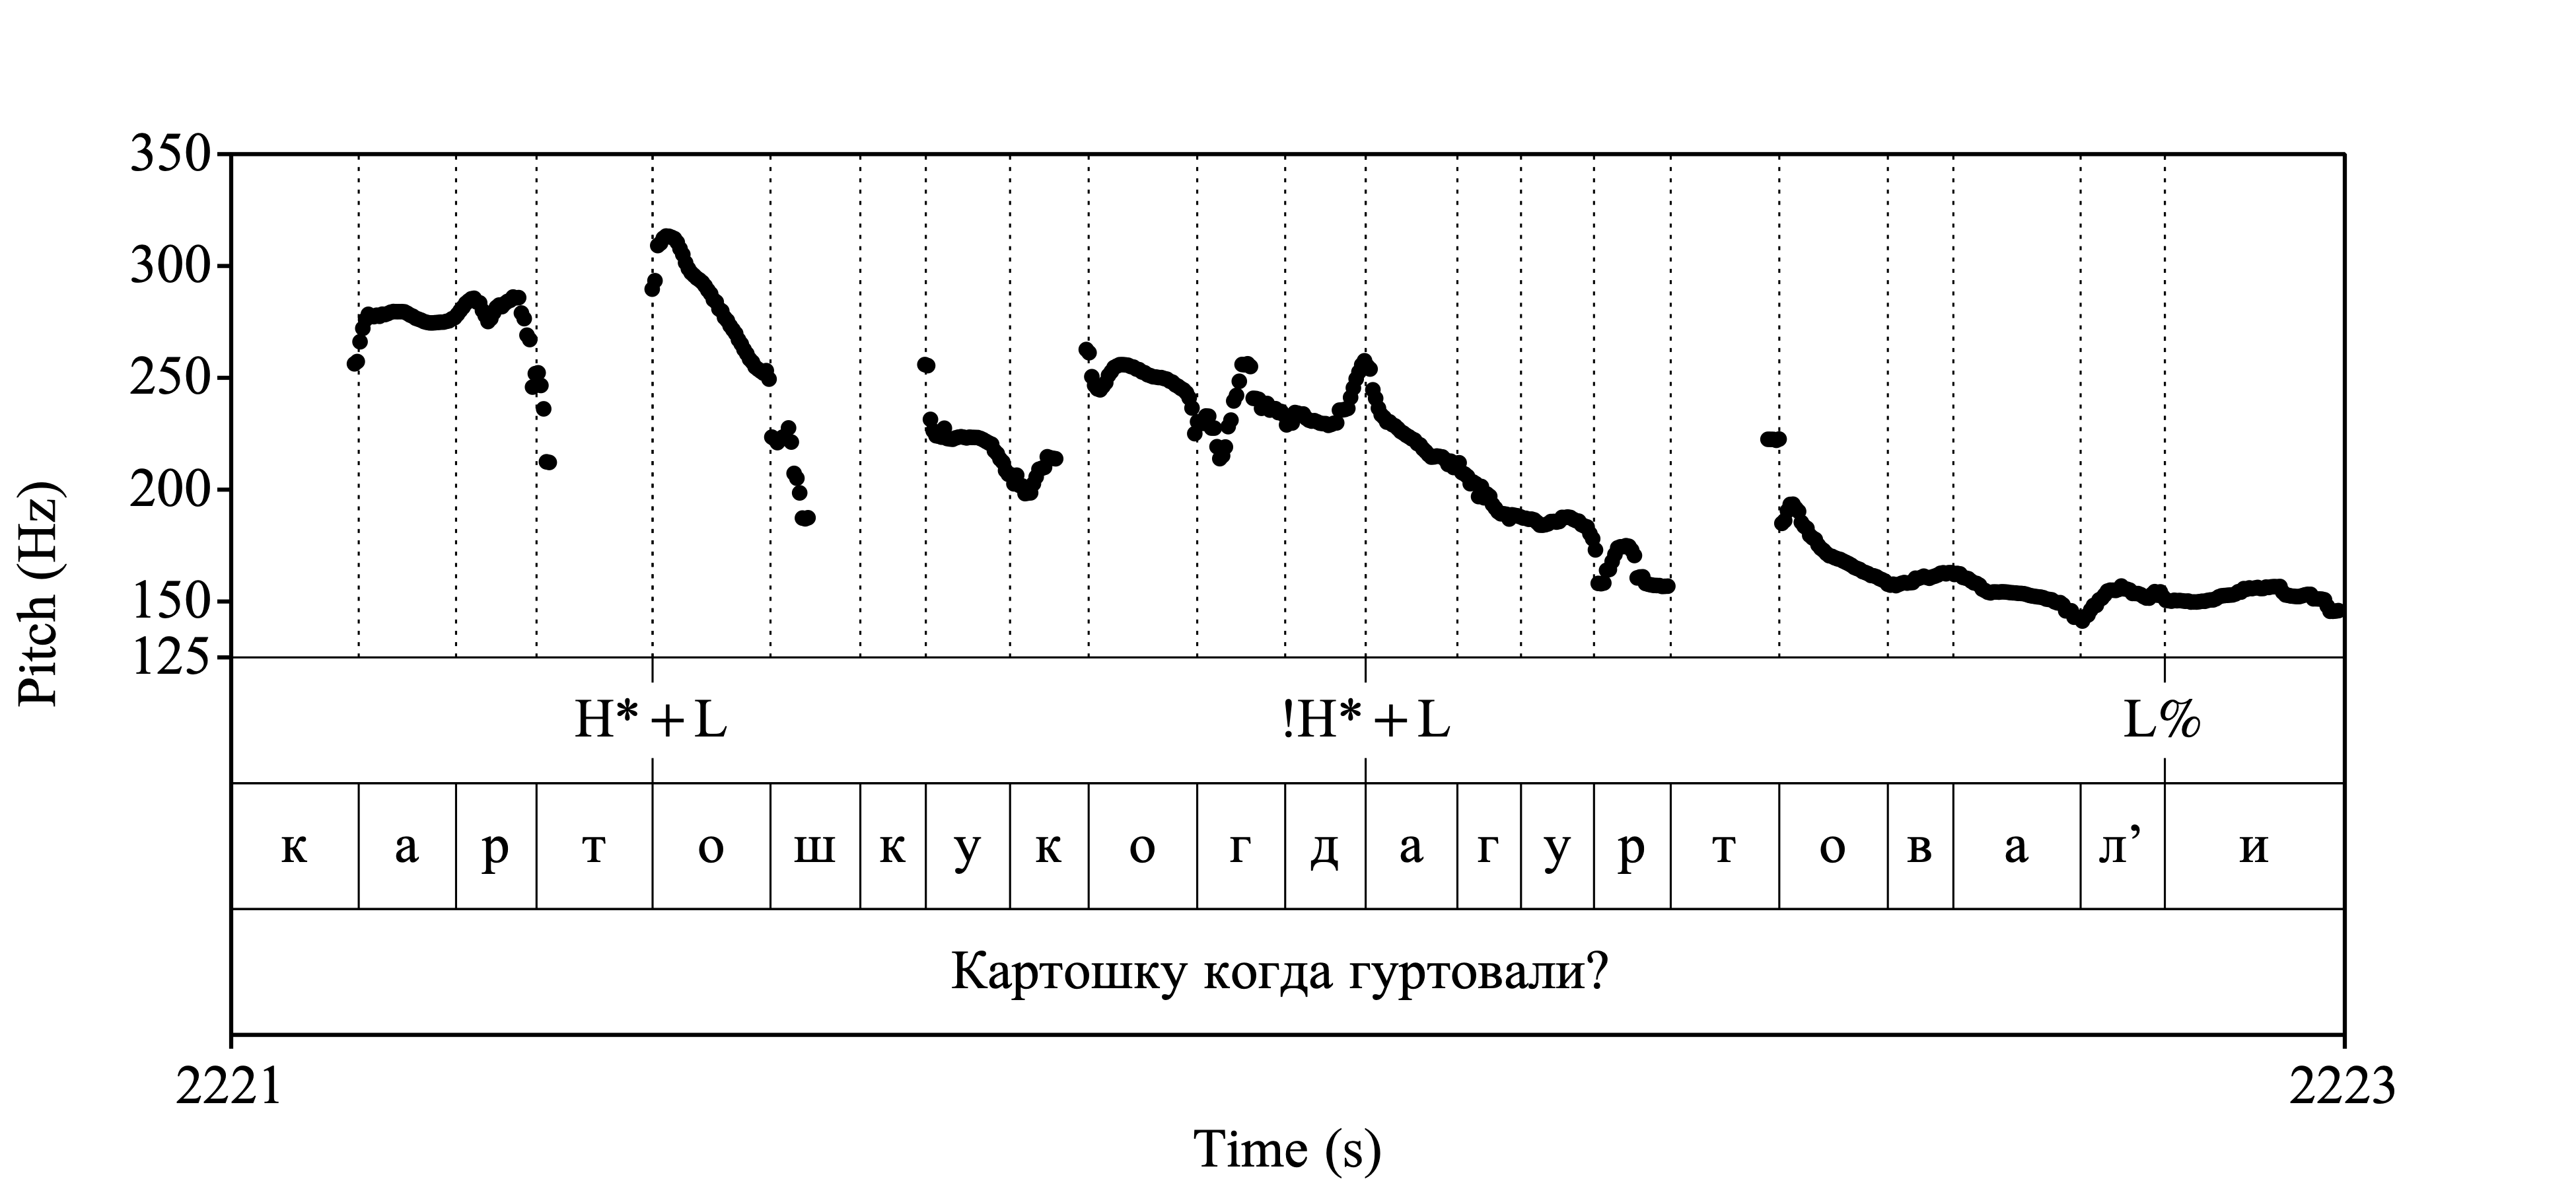 Pitch (Hz)
350
300
250
200
150
125
H* + L !H* + L L%
к а р т о ш к у к о г д а г у р т о в а л’ и
Картошку когда гуртовали?
2221 2223
Time (s)